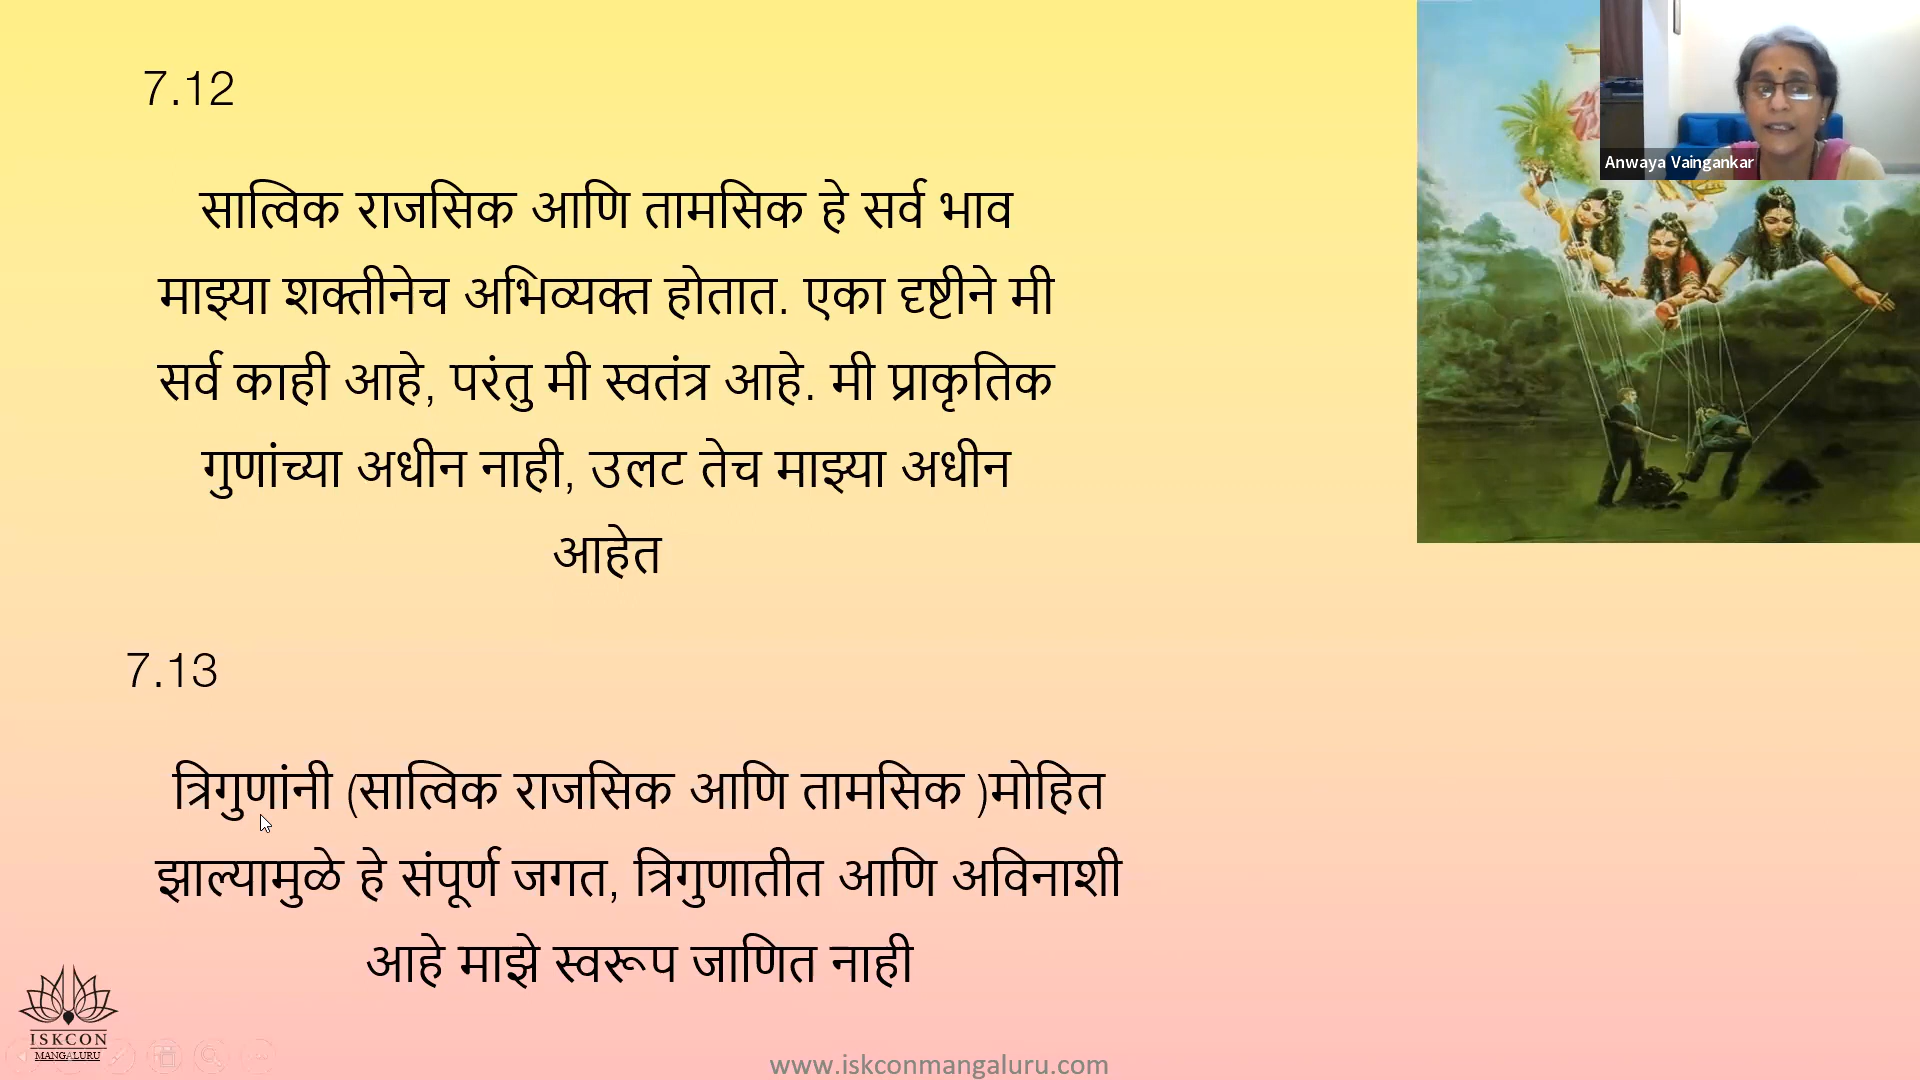 7.12
सात्विक राजसिक आणि तामसिक हे सर्व भाव
माझ्या शक्तीनेच अभिव्यक्त होतात. एका दृष्टीने मी
सर्व काही आहे, परंतु मी स्वतंत्र आहे. मी प्राकृतिक
गुणांच्या अधीन नाही, उलट तेच माझ्या अधीन
आहेत
7.13
त्रिगुणांनी (सात्विक राजसिक आणि तामसिक )मोहित
झाल्यामुळे हे संपूर्ण जगत, त्रिगुणातीत आणि अविनाशी
आहे माझे स्वरूप जाणित नाही
Anwaya Vaingankar
ISKCON
MANGALURU
www.iskconmangaluru.com